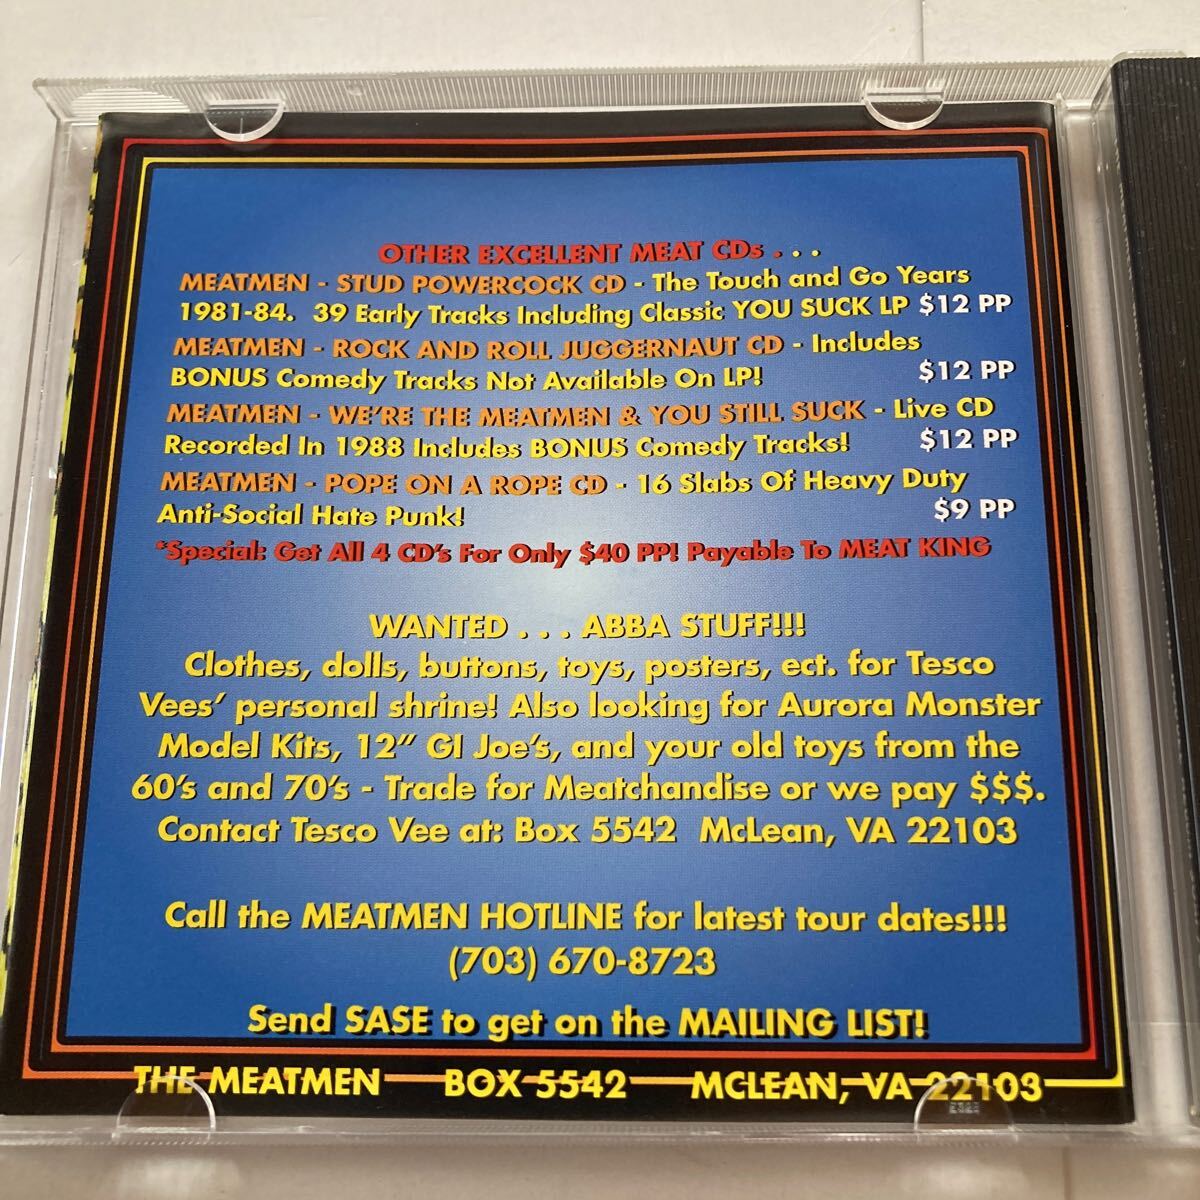 OTHER EXCELLENT MEAT CDs . . .
MEATMEN - STUD POWERCOCK CD - The Touch and Go Years
1981-84. 39 Early Tracks Including Classic YOU SUCK LP $12 PP
MEATMEN - ROCK AND ROLL JUGGERNAUT CD - Includes
BONUS Comedy Tracks Not Available On LP! $12 PP
MEATMEN - WE'RE THE MEATMEN & YOU STILL SUCK - Live CD
Recorded In 1988 Includes BONUS Comedy Tracks! $12 PP
MEATMEN - POPE ON A ROPE CD - 16 Slabs Of Heavy Duty
Anti-Social Hate Punk! $9 PP
*Special: Get All 4 CD's For Only $40 PP! Payable To MEAT KING
WANTED . . . ABBA STUFF!!!
Clothes, dolls, buttons, toys, posters, ect. for Tesco
Vees' personal shrine! Also looking for Aurora Monster
Model Kits, 12" GI Joe's, and your old toys from the
60's and 70's - Trade for Meatchandise or we pay $$$.
Contact Tesco Vee at: Box 5542 McLean, VA 22103
Call the MEATMEN HOTLINE for latest tour dates!!!
(703) 670-8723
Send SASE to get on the MAILING LIST!
THE MEATMEN BOX 5542 MCLEAN, VA 22103